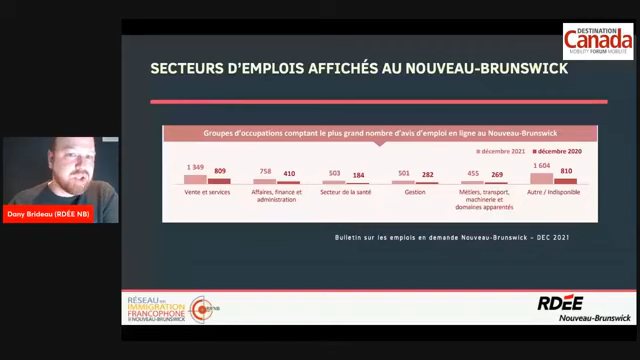 DESTINATION
Canada
MOBILITY FORUM MOBILITÉ
SECTEURS D'EMPLOIS AFFICHÉS AU NOUVEAU-BRUNSWICK
Groupes d'occupations comptant le plus grand nombre d'avis d'emploi en ligne au Nouveau-Brunswick
décembre 2021 décembre 2020
1 349 809 758 410 503 184 501 282 455 269 1 604 810
Vente et services Affaires, finance et administration Secteur de la santé Gestion Métiers, transport, machinerie et domaines apparentés Autre / Indisponible
Bulletin sur les emplois en demande Nouveau-Brunswick – DEC 2021
Dany Brideau (RDÉE NB)
RÉSEAU EN
IMMIGRATION
FRANCOPHONE
DU NOUVEAU-BRUNSWICK
RDÉE
Nouveau-Brunswick